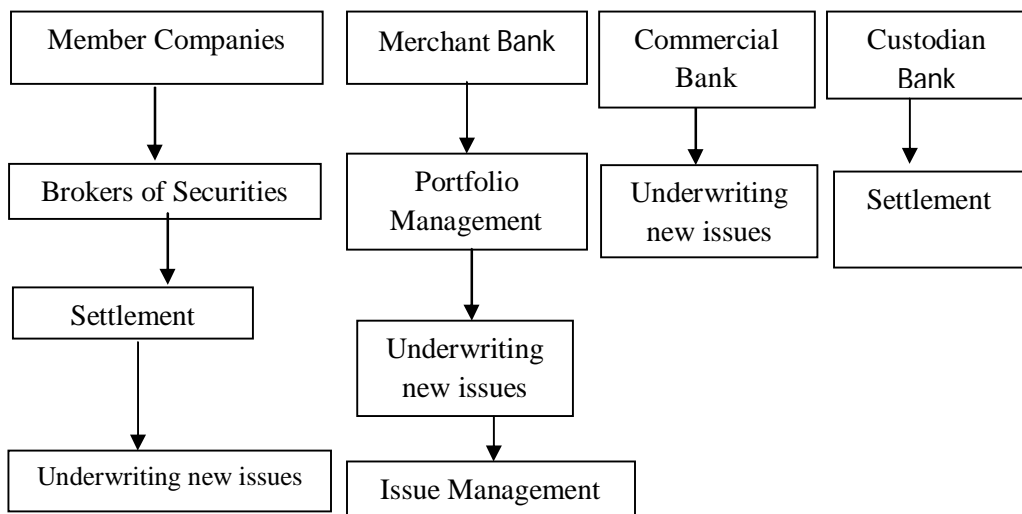 Member Companies
Brokers of Securities
Settlement
Underwriting new issues
Merchant Bank
Portfolio
Management
Underwriting
new issues
Issue Management
Commercial
Bank
Underwriting
new issues
Custodian
Bank
Settlement